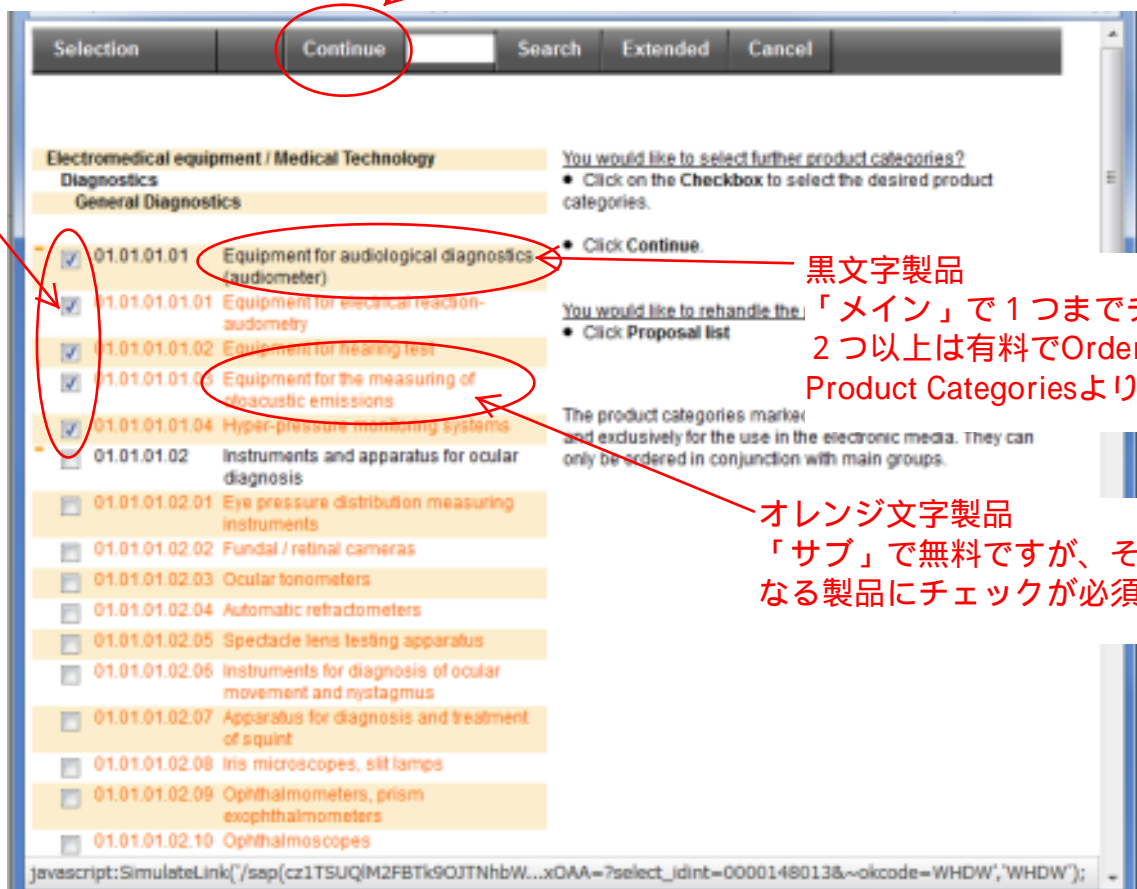 Selection Continue Search Extended Cancel
Electromedical equipment / Medical Technology
Diagnostics
General Diagnostics
01.01.01.01 Equipment for audiological diagnostics
(audiometer)
01.01.01.01.01 Equipment for electrical reaction-
audometry
01.01.01.01.02 Equipment for hearing test
01.01.01.01.03 Equipment for the measuring of
otoacustic emissions
01.01.01.01.04 Hyper-pressure monitoring systems
01.01.01.02 Instruments and apparatus for ocular
diagnosis
01.01.01.02.01 Eye pressure distribution measuring
instruments
01.01.01.02.02 Fundal / retinal cameras
01.01.01.02.03 Ocular tonometers
01.01.01.02.04 Automatic refractometers
01.01.01.02.05 Spectacle lens testing apparatus
01.01.01.02.06 Instruments for diagnosis of ocular
movement and nystagmus
01.01.01.02.07 Apparatus for diagnosis and treatment
of squint
01.01.01.02.08 Iris microscopes, slit lamps
01.01.01.02.09 Ophthalmometers, prism
exophthalmometers
01.01.01.02.10 Ophthalmoscopes
You would like to select further product categories?
• Click on the Checkbox to select the desired product
categories.
• Click Continue.
You would like to rehandle the
• Click Proposal list
The product categories marked
and exclusively for the use in the electronic media. They can
only be ordered in conjunction with main groups.
黒文字製品
「メイン」で１つまで
２つ以上は有料でOrder
Product Categoriesより
オレンジ文字製品
「サブ」で無料ですが、そ
なる製品にチェックが必須
javascript:SimulateLink('/sap(cz1TSUQlM2FBTk9OJTNhbW...xOAA=?select_idint=0000148013&~okcode=WHDW','WHDW');